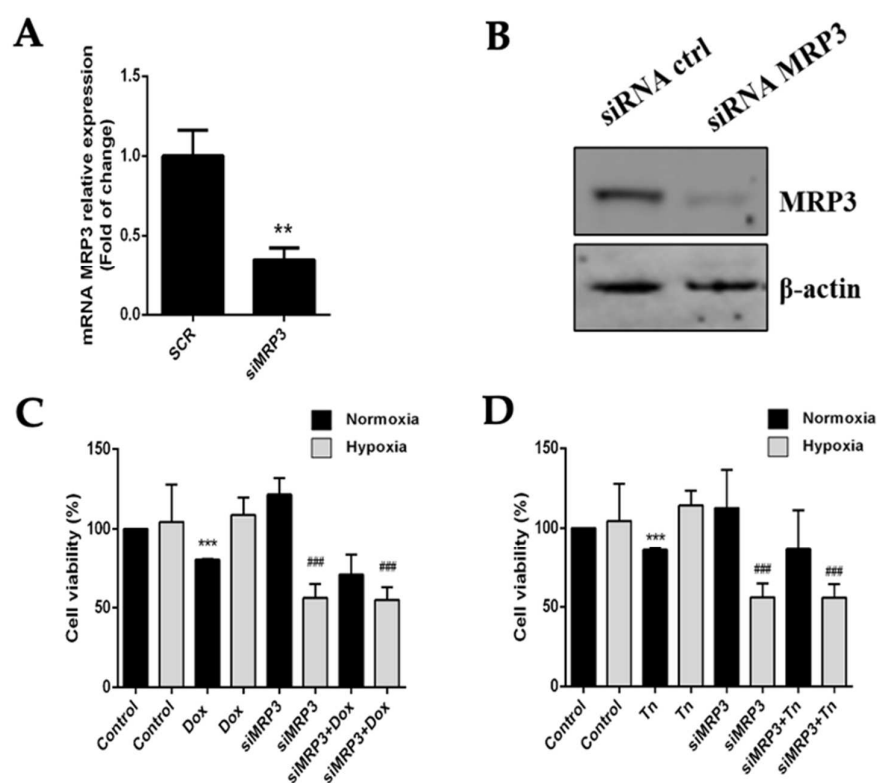 A
mRNA MRP3 relative expression
(Fold of change)
1.5
1.0
0.5
0.0
**
SCR
siMRP3
B
siRNA ctrl
siRNA MRP3
MRP3
β-actin
C
Normoxia
Hypoxia
Cell viability (%)
150
100
50
0
***
###
###
Control
Control
Dox
Dox
siMRP3
siMRP3
siMRP3+Dox
siMRP3+Dox
D
Normoxia
Hypoxia
Cell viability (%)
150
100
50
0
***
###
###
Control
Control
Tn
Tn
siMRP3
siMRP3
siMRP3+Tn
siMRP3+Tn